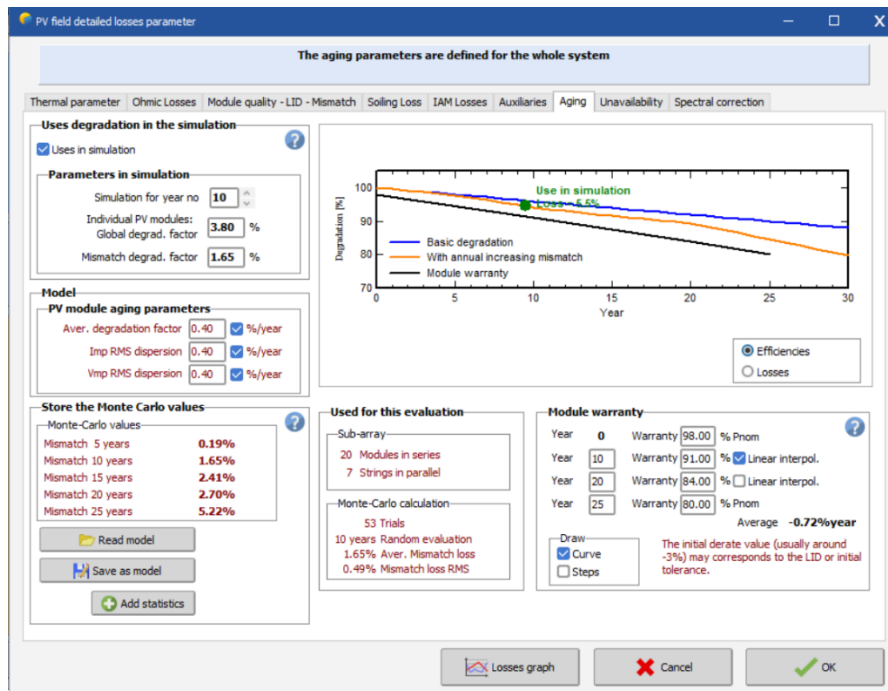 PV field detailed losses parameter
The aging parameters are defined for the whole system
Thermal parameter Ohmic Losses Module quality - LID - Mismatch Soiling Loss IAM Losses Auxiliaries Aging Unavailability Spectral correction
Uses degradation in the simulation
Uses in simulation
Parameters in simulation
Simulation for year no 10
Individual PV modules:
Global degrad. factor 3.80 %
Mismatch degrad. factor 1.65 %
Model
PV module aging parameters
Aver. degradation factor 0.40 %/year
Imp RMS dispersion 0.40 %/year
Vmp RMS dispersion 0.40 %/year
Degradation [%]
100
90
80
70
Use in simulation
Loss = 5.5%
Basic degradation
With annual increasing mismatch
Module warranty
0 5 10 15 20 25 30
Year
Efficiencies
Losses
Store the Monte Carlo values
Monte-Carlo values
Mismatch 5 years 0.19%
Mismatch 10 years 1.65%
Mismatch 15 years 2.41%
Mismatch 20 years 2.70%
Mismatch 25 years 5.22%
Read model
Save as model
Add statistics
Used for this evaluation
Sub-array
20 Modules in series
7 Strings in parallel
Monte-Carlo calculation
53 Trials
10 years Random evaluation
1.65% Aver. Mismatch loss
0.49% Mismatch loss RMS
Module warranty
Year 0 Warranty 98.00 % Pnom
Year 10 Warranty 91.00 % Linear interpol.
Year 20 Warranty 84.00 % Linear interpol.
Year 25 Warranty 80.00 % Pnom
Average -0.72%year
Draw
Curve
Steps
The initial derate value (usually around
-3%) may corresponds to the LID or initial
tolerance.
Losses graph
Cancel
OK